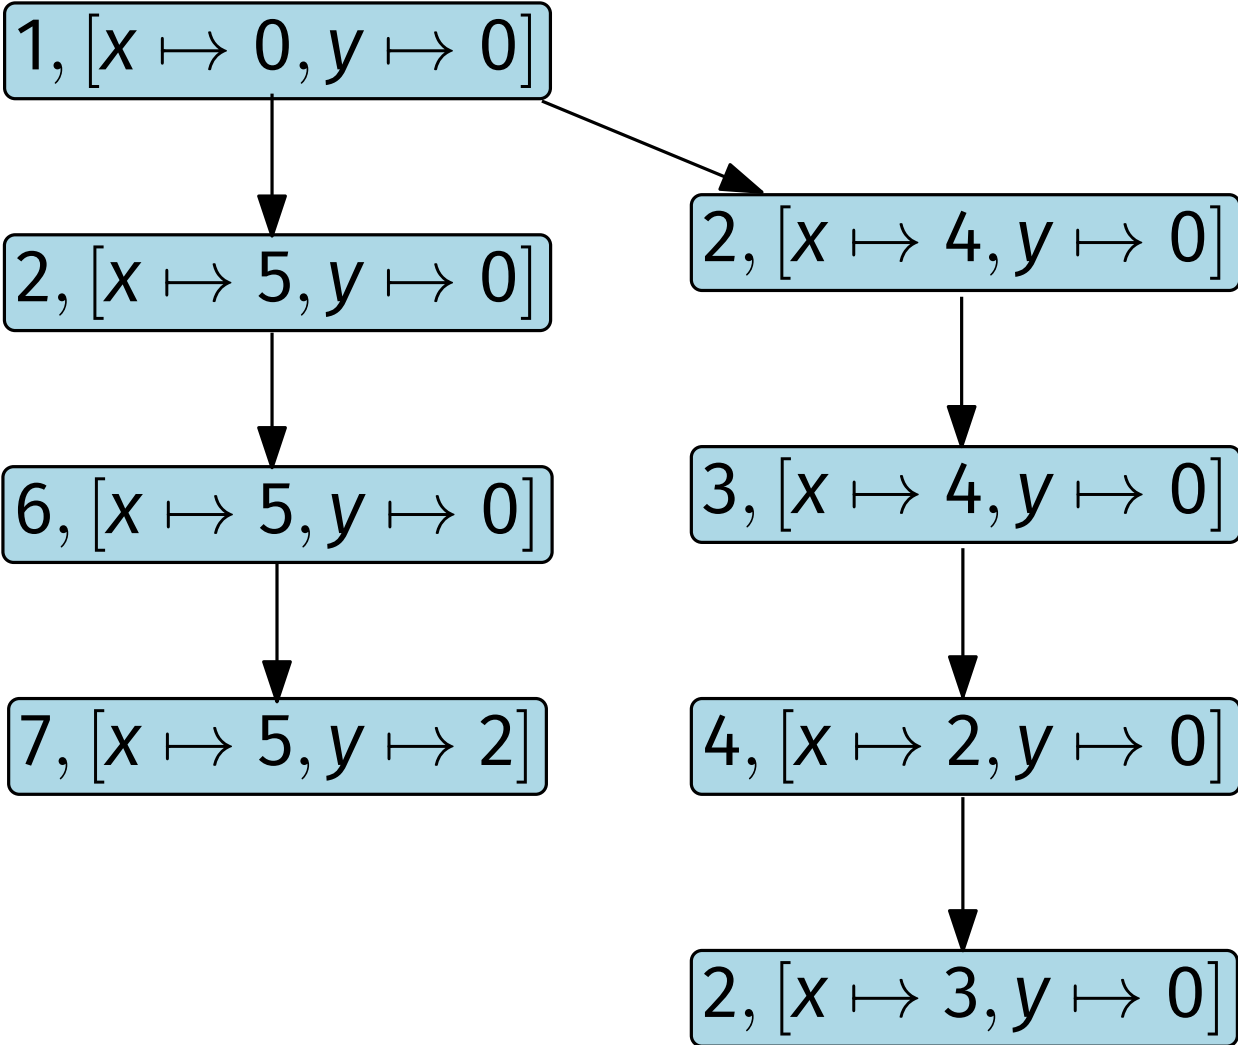 1, [x ↦ 0, y ↦ 0]
2, [x ↦ 5, y ↦ 0]
6, [x ↦ 5, y ↦ 0]
7, [x ↦ 5, y ↦ 2]
2, [x ↦ 4, y ↦ 0]
3, [x ↦ 4, y ↦ 0]
4, [x ↦ 2, y ↦ 0]
2, [x ↦ 3, y ↦ 0]